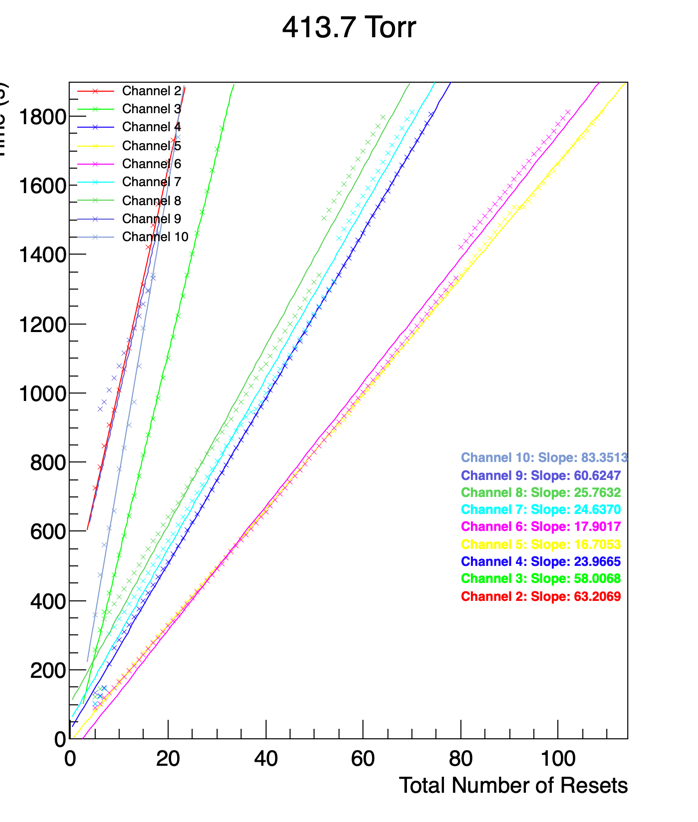 413.7 Torr
Time (s)
Channel 2
Channel 3
Channel 4
Channel 5
Channel 6
Channel 7
Channel 8
Channel 9
Channel 10
1800
1600
1400
1200
1000
800
600
400
200
0
Channel 10: Slope: 83.3513
Channel 9: Slope: 60.6247
Channel 8: Slope: 25.7632
Channel 7: Slope: 24.6370
Channel 6: Slope: 17.9017
Channel 5: Slope: 16.7053
Channel 4: Slope: 23.9665
Channel 3: Slope: 58.0068
Channel 2: Slope: 63.2069
0 20 40 60 80 100
Total Number of Resets